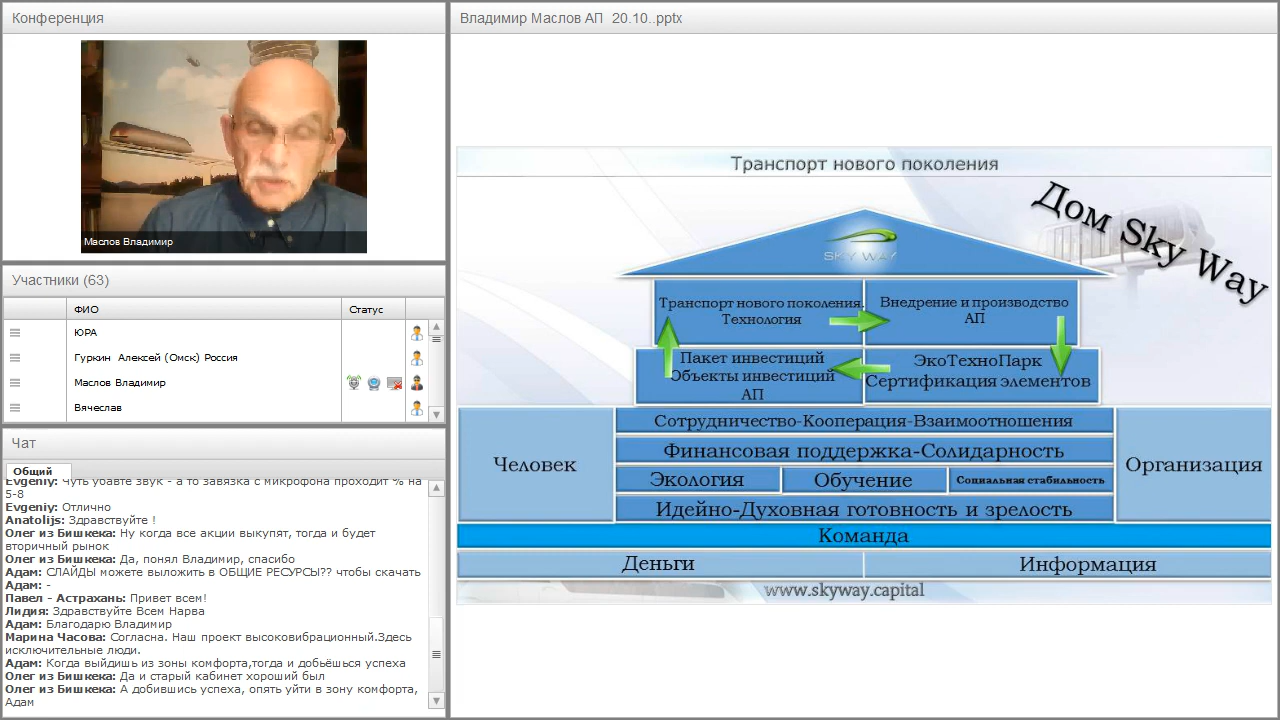 Конференция
Маслов Владимир
Участники (63)
ФИО
Статус
ЮРА
Гуркин Алексей (Омск) Россия
Маслов Владимир
Вячеслав
Чат
Общий
Evgeniy: Чуть убавте звук - а то завязка с микрофона проходит % на
5-8
Evgeniy: Отлично
Anatolijs: Здравствуйте !
Олег из Бишкека: Ну когда все акции выкупят, тогда и будет
вторичный рынок
Олег из Бишкека: Да, понял Владимир, спасибо
Адам: СЛАЙДЫ можете выложить в ОБЩИЕ РЕСУРСЫ?? чтобы скачать
Адам: -
Павел - Астрахань: Привет всем!
Лидия: Здравствуйте Всем Нарва
Адам: Благодарю Владимир
Марина Часова: Согласна. Наш проект высоковибрационный.Здесь
исключительные люди.
Адам: Когда выйдишь из зоны комфорта,тогда и добьёшься успеха
Олег из Бишкека: Да и старый кабинет хороший был
Олег из Бишкека: А добившись успеха, опять уйти в зону комфорта,
Адам
Владимир Маслов АП 20.10..pptx
Транспорт нового поколения
Дом Sky Way
SKY WAY
Транспорт нового поколения.
Технология
Внедрение и производство
АП
Пакет инвестиций
Объекты инвестиций
АП
ЭкоТехноПарк
Сертификация элементов
Человек
Сотрудничество-Кооперация-Взаимоотношения
Финансовая поддержка-Солидарность
Экология
Обучение
Социальная стабильность
Идейно-Духовная готовность и зрелость
Организация
Команда
Деньги
Информация
www.skyway.capital